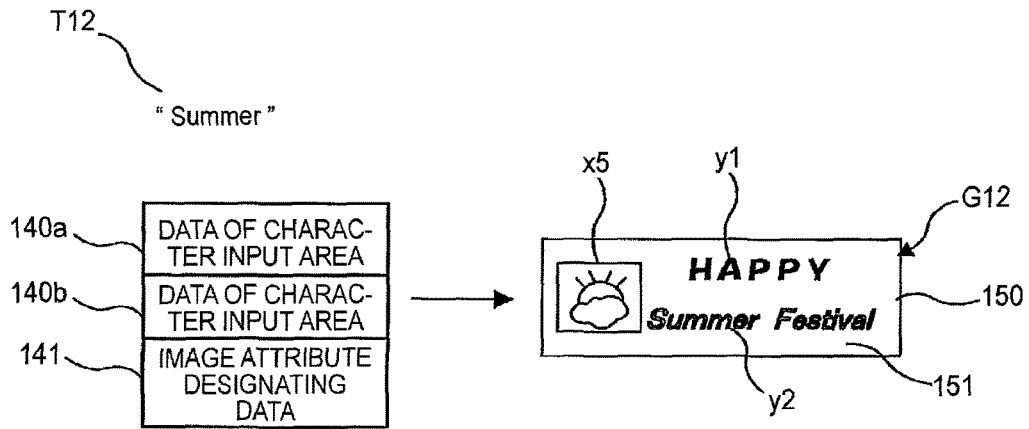 T12
“ Summer ”
x5
y1
G12
140a
DATA OF CHARAC-
TER INPUT AREA
HAPPY
140b
DATA OF CHARAC-
TER INPUT AREA
150
Summer Festival
141
IMAGE ATTRIBUTE
DESIGNATING
DATA
y2
151